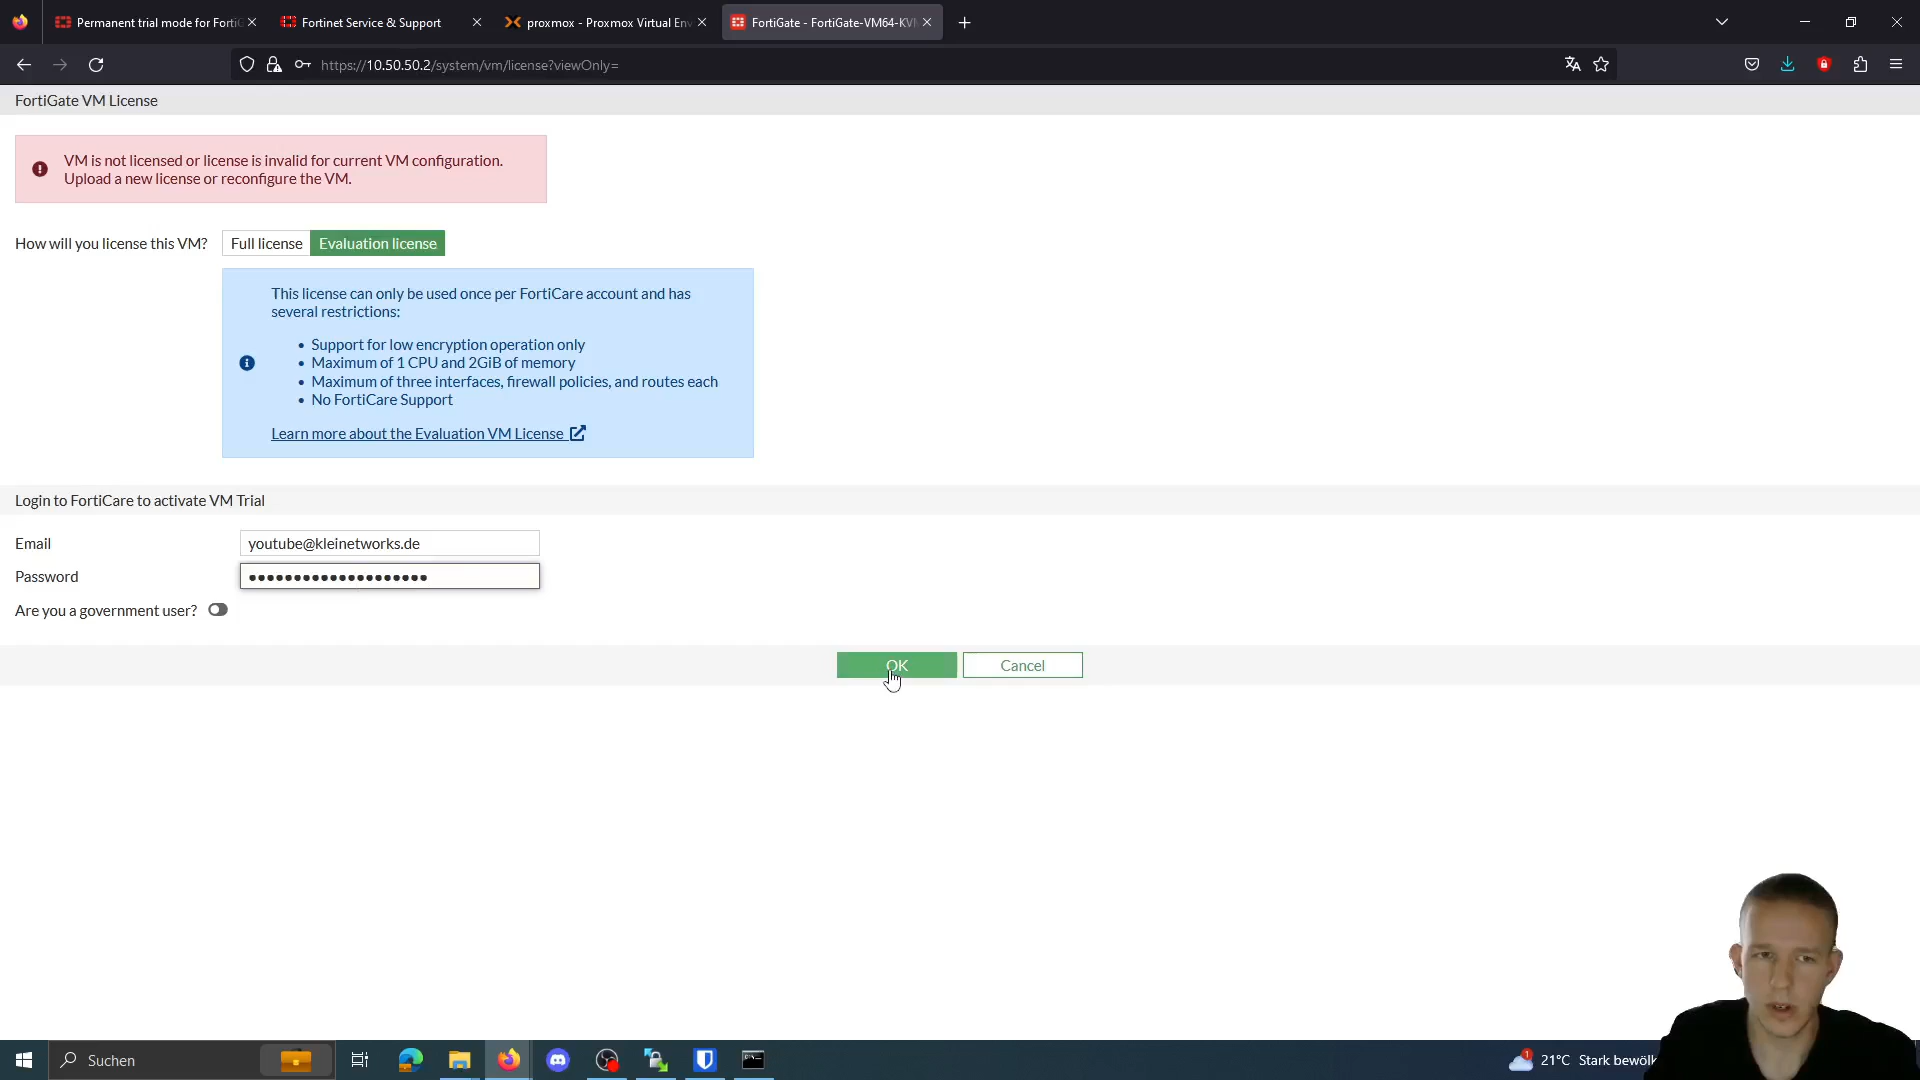 Permanent trial mode for FortiG
Fortinet Service & Support
proxmox - Proxmox Virtual Env
FortiGate - FortiGate-VM64-KVM
https://10.50.50.2/system/vm/license?viewOnly=
FortiGate VM License
VM is not licensed or license is invalid for current VM configuration.
Upload a new license or reconfigure the VM.
How will you license this VM?
Full license
Evaluation license
This license can only be used once per FortiCare account and has
several restrictions:
• Support for low encryption operation only
• Maximum of 1 CPU and 2GiB of memory
• Maximum of three interfaces, firewall policies, and routes each
• No FortiCare Support
Learn more about the Evaluation VM License
Login to FortiCare to activate VM Trial
Email
youtube@kleinetworks.de
Password
Are you a government user?
OK
Cancel
Suchen
1
21°C Stark bewölk